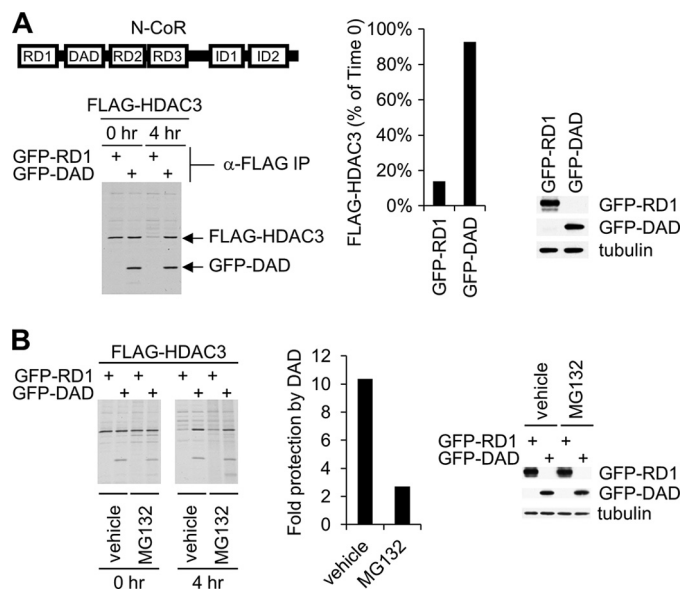 A
N-CoR
RD1 DAD RD2 RD3 ID1 ID2
FLAG-HDAC3
0 hr 4 hr
GFP-RD1 + +
GFP-DAD + +
α-FLAG IP
FLAG-HDAC3
GFP-DAD
FLAG-HDAC3 (% of Time 0)
100%
80%
60%
40%
20%
0%
GFP-RD1
GFP-DAD
GFP-RD1
GFP-DAD
GFP-RD1
GFP-DAD
tubulin
B
FLAG-HDAC3
GFP-RD1 + + + +
GFP-DAD + + + +
vehicle MG132 vehicle MG132
0 hr 4 hr
Fold protection by DAD
12
10
8
6
4
2
0
vehicle
MG132
vehicle MG132
GFP-RD1 + +
GFP-DAD + +
GFP-RD1
GFP-DAD
tubulin